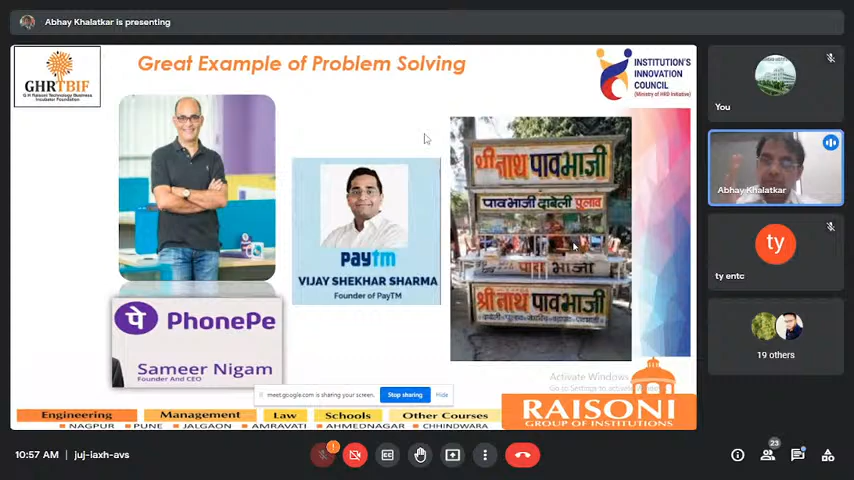 Abhay Khalatkar is presenting
Great Example of Problem Solving
GHRTBIF
G H Raisoni Technology Business
Incubator Foundation
INSTITUTION'S
INNOVATION
COUNCIL
(Ministry of HRD Initiative)
श्रीनाथ पावभाजी
पावभाजी दाबेली पुलाव
पाव भाजी
श्रीनाथ पावभाजी
paytm
VIJAY SHEKHAR SHARMA
Founder of PayTM
पे PhonePe
Sameer Nigam
Founder And CEO
Activate Windows
Go to Settings to activate
meet.google.com is sharing your screen.
Stop sharing
Hide
Engineering
Management
Law
Schools
Other Courses
NAGPUR
PUNE
JALGAON
AMRAVATI
AHMEDNAGAR
CHHINDWARA
RAISONI
GROUP OF INSTITUTIONS
You
Abhay Khalatkar
ty
ty entc
19 others
10:57 AM
juj-iaxh-avs
CC
23